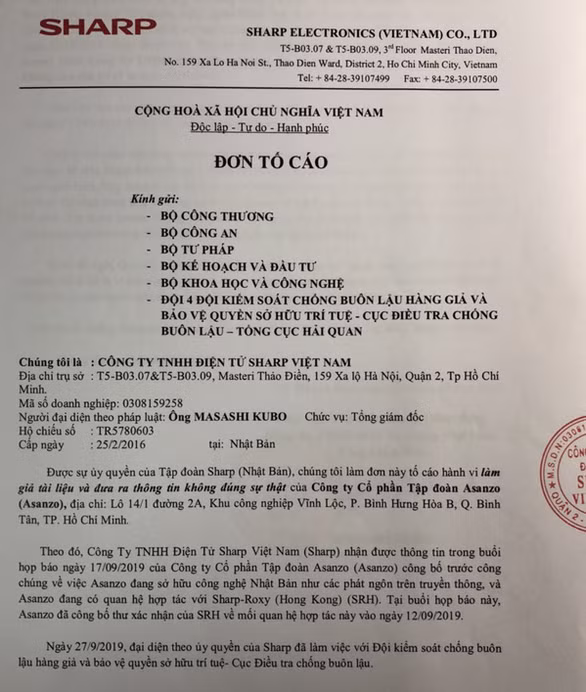 SHARP
SHARP ELECTRONICS (VIETNAM) CO., LTD
T5-B03.07 & T5-B03.09, 3rd Floor Masteri Thao Dien,
No. 159 Xa Lo Ha Noi St., Thao Dien Ward, District 2, Ho Chi Minh City, Vietnam
Tel: + 84-28-39107499 Fax: + 84-28-39107500
CỘNG HOÀ XÃ HỘI CHỦ NGHĨA VIỆT NAM
Độc lập - Tự do - Hạnh phúc
ĐƠN TỐ CÁO
Kính gửi:
- BỘ CÔNG THƯƠNG
- BỘ CÔNG AN
- BỘ TƯ PHÁP
- BỘ KẾ HOẠCH VÀ ĐẦU TƯ
- BỘ KHOA HỌC VÀ CÔNG NGHỆ
- ĐỘI 4 ĐỘI KIỂM SOÁT CHỐNG BUÔN LẬU HÀNG GIẢ VÀ
BẢO VỆ QUYỀN SỞ HỮU TRÍ TUỆ - CỤC ĐIỀU TRA CHỐNG
BUÔN LẬU – TỔNG CỤC HẢI QUAN
Chúng tôi là : CÔNG TY TNHH ĐIỆN TỬ SHARP VIỆT NAM
Địa chỉ trụ sở : T5-B03.07&T5-B03.09, Masteri Thảo Điền, 159 Xa lộ Hà Nội, Quận 2, Tp Hồ Chí
Minh.
Mã số doanh nghiệp: 0308159258
Người đại diện theo pháp luật: Ông MASASHI KUBO Chức vụ: Tổng giám đốc
Hộ chiếu số : TR5780603
Cấp ngày : 25/2/2016 tại: Nhật Bản
Được sự ủy quyền của Tập đoàn Sharp (Nhật Bản), chúng tôi làm đơn này tố cáo hành vi làm
giả tài liệu và đưa ra thông tin không đúng sự thật của Công ty Cổ phần Tập đoàn Asanzo
(Asanzo), địa chỉ: Lô 14/1 đường 2A, Khu công nghiệp Vĩnh Lộc, P. Bình Hưng Hòa B, Q. Bình
Tân, TP. Hồ Chí Minh.
Theo đó, Công Ty TNHH Điện Tử Sharp Việt Nam (Sharp) nhận được thông tin trong buổi
họp báo ngày 17/09/2019 của Công ty Cổ phần Tập đoàn Asanzo (Asanzo) công bố trước công
chúng về việc Asanzo đang sở hữu công nghệ Nhật Bản như các phát ngôn trên truyền thông, và
Asanzo đang có quan hệ hợp tác với Sharp-Roxy (Hong Kong) (SRH). Tại buổi họp báo này,
Asanzo đã công bố thư xác nhận của SRH về mối quan hệ hợp tác này vào ngày 12/09/2019.
Ngày 27/9/2019, đại diện theo ủy quyền của Sharp đã làm việc với Đội kiểm soát chống buôn
lậu hàng giả và bảo vệ quyền sở hữu trí tuệ- Cục Điều tra chống buôn lậu.